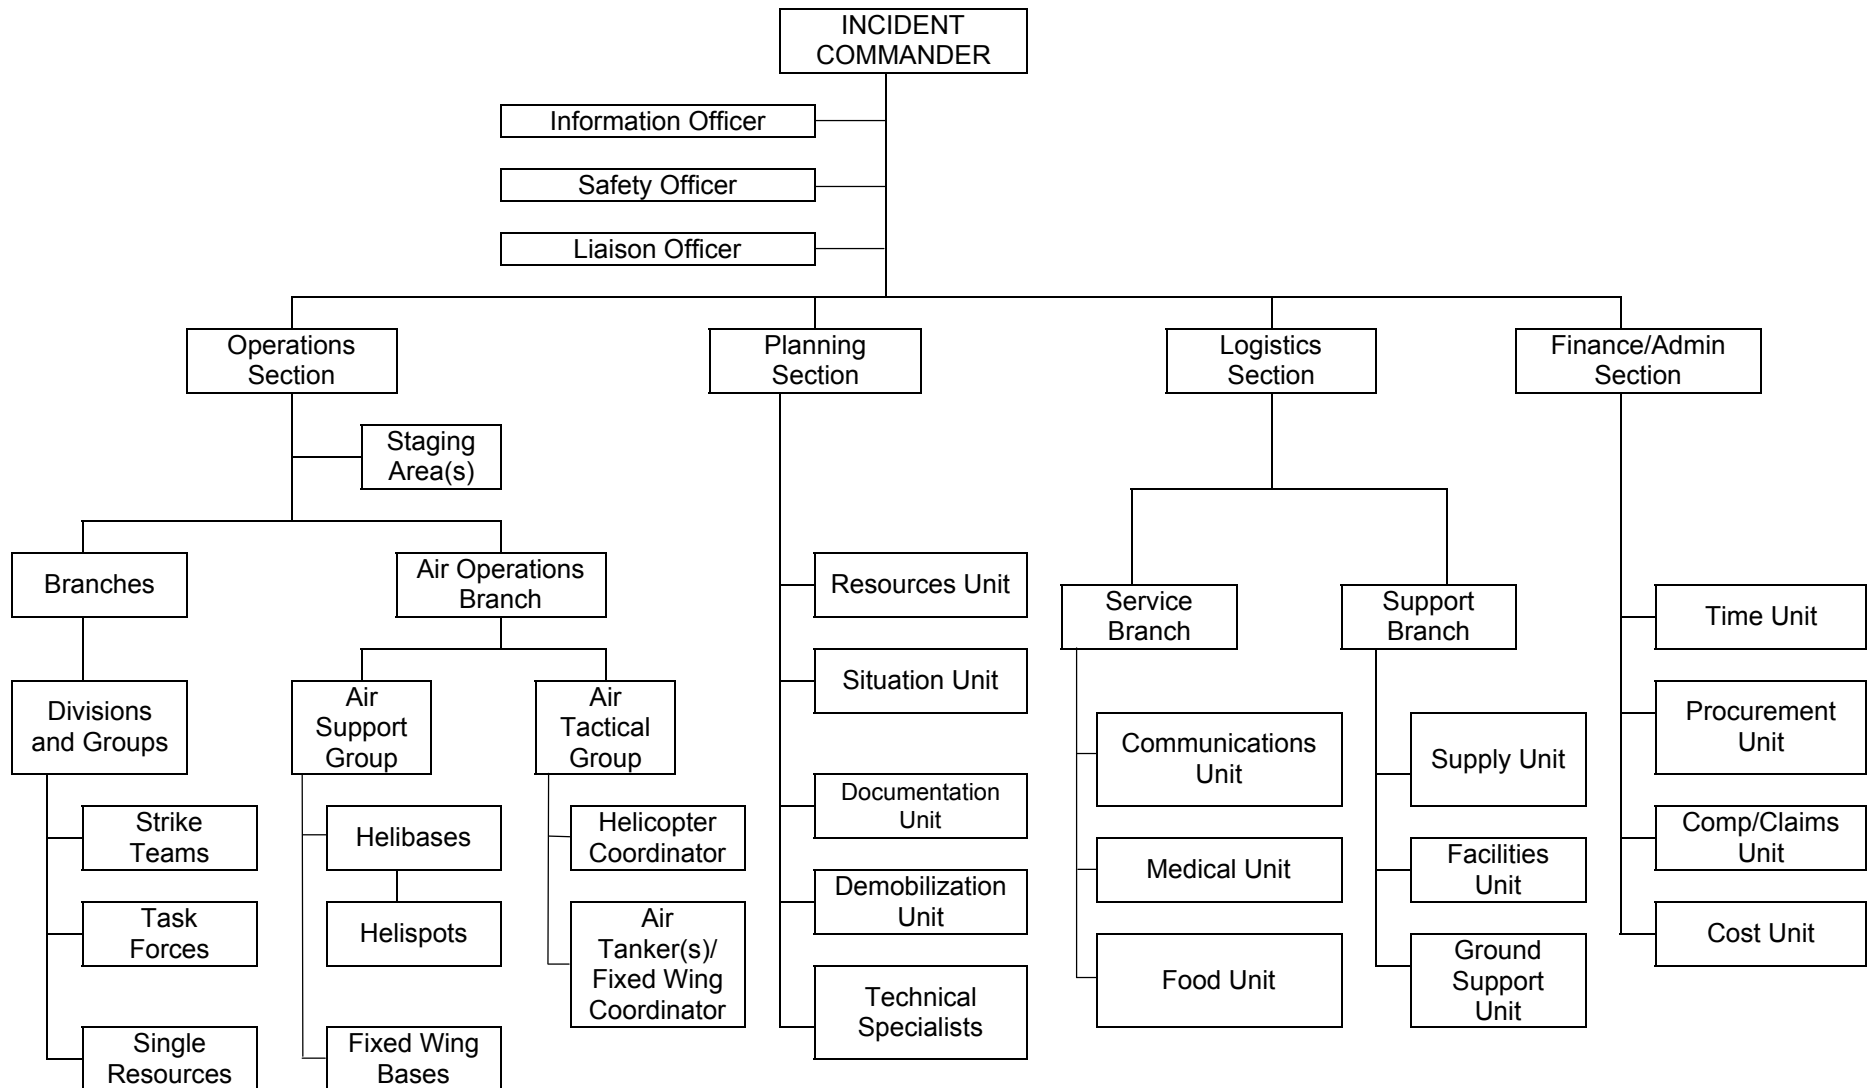 INCIDENT
COMMANDER
Information Officer
Safety Officer
Liaison Officer
Operations
Section
Planning
Section
Logistics
Section
Finance/Admin
Section
Staging
Area(s)
Branches
Air Operations
Branch
Divisions
and Groups
Air
Support
Group
Air
Tactical
Group
Strike
Teams
Task
Forces
Single
Resources
Helibases
Helispots
Fixed Wing
Bases
Helicopter
Coordinator
Air
Tanker(s)/
Fixed Wing
Coordinator
Resources Unit
Situation Unit
Documentation
Unit
Demobilization
Unit
Technical
Specialists
Service
Branch
Support
Branch
Communications
Unit
Medical Unit
Food Unit
Supply Unit
Facilities
Unit
Ground
Support
Unit
Time Unit
Procurement
Unit
Comp/Claims
Unit
Cost Unit